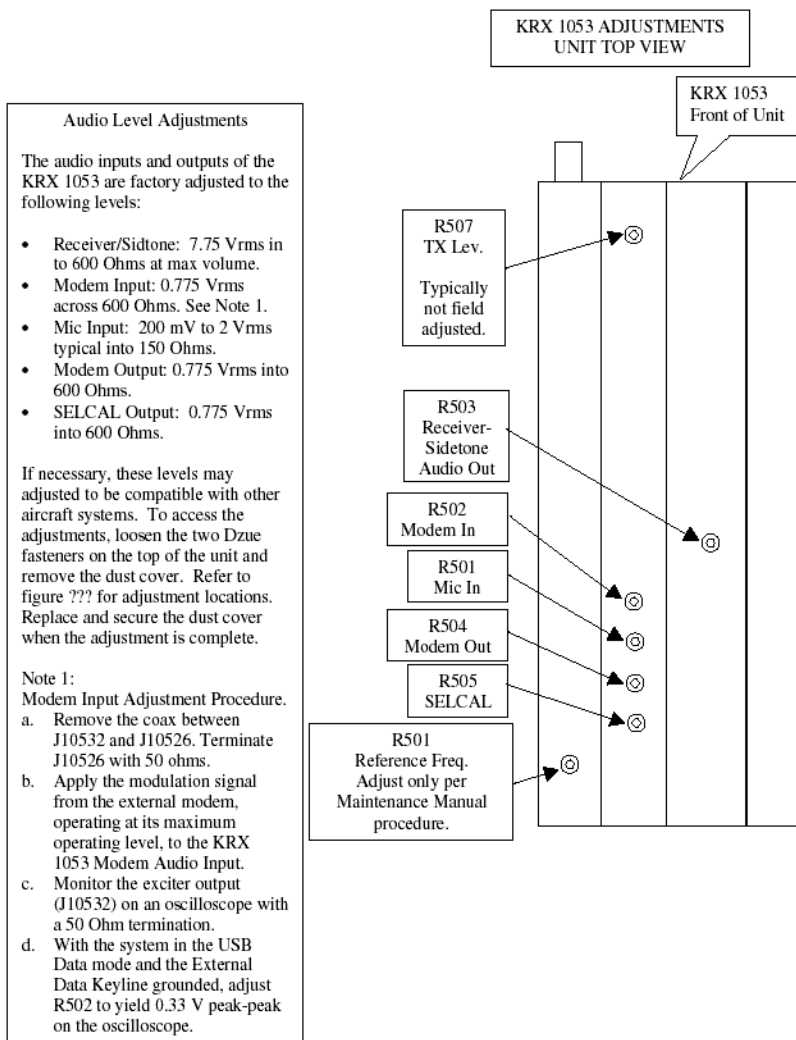 KRX 1053 ADJUSTMENTS
UNIT TOP VIEW
KRX 1053
Front of Unit
Audio Level Adjustments
The audio inputs and outputs of the
KRX 1053 are factory adjusted to the
following levels:
• Receiver/Sidtone: 7.75 Vrms in
to 600 Ohms at max volume.
• Modem Input: 0.775 Vrms
across 600 Ohms. See Note 1.
• Mic Input: 200 mV to 2 Vrms
typical into 150 Ohms.
• Modem Output: 0.775 Vrms into
600 Ohms.
• SELCAL Output: 0.775 Vrms
into 600 Ohms.
If necessary, these levels may
adjusted to be compatible with other
aircraft systems. To access the
adjustments, loosen the two Dzue
fasteners on the top of the unit and
remove the dust cover. Refer to
figure ??? for adjustment locations.
Replace and secure the dust cover
when the adjustment is complete.
Note 1:
Modem Input Adjustment Procedure.
a. Remove the coax between
J10532 and J10526. Terminate
J10526 with 50 ohms.
b. Apply the modulation signal
from the external modem,
operating at its maximum
operating level, to the KRX
1053 Modem Audio Input.
c. Monitor the exciter output
(J10532) on an oscilloscope with
a 50 Ohm termination.
d. With the system in the USB
Data mode and the External
Data Keyline grounded, adjust
R502 to yield 0.33 V peak-peak
on the oscilloscope.
R507
TX Lev.
Typically
not field
adjusted.
R503
Receiver-
Sidetone
Audio Out
R502
Modem In
R501
Mic In
R504
Modem Out
R505
SELCAL
R501
Reference Freq.
Adjust only per
Maintenance Manual
procedure.